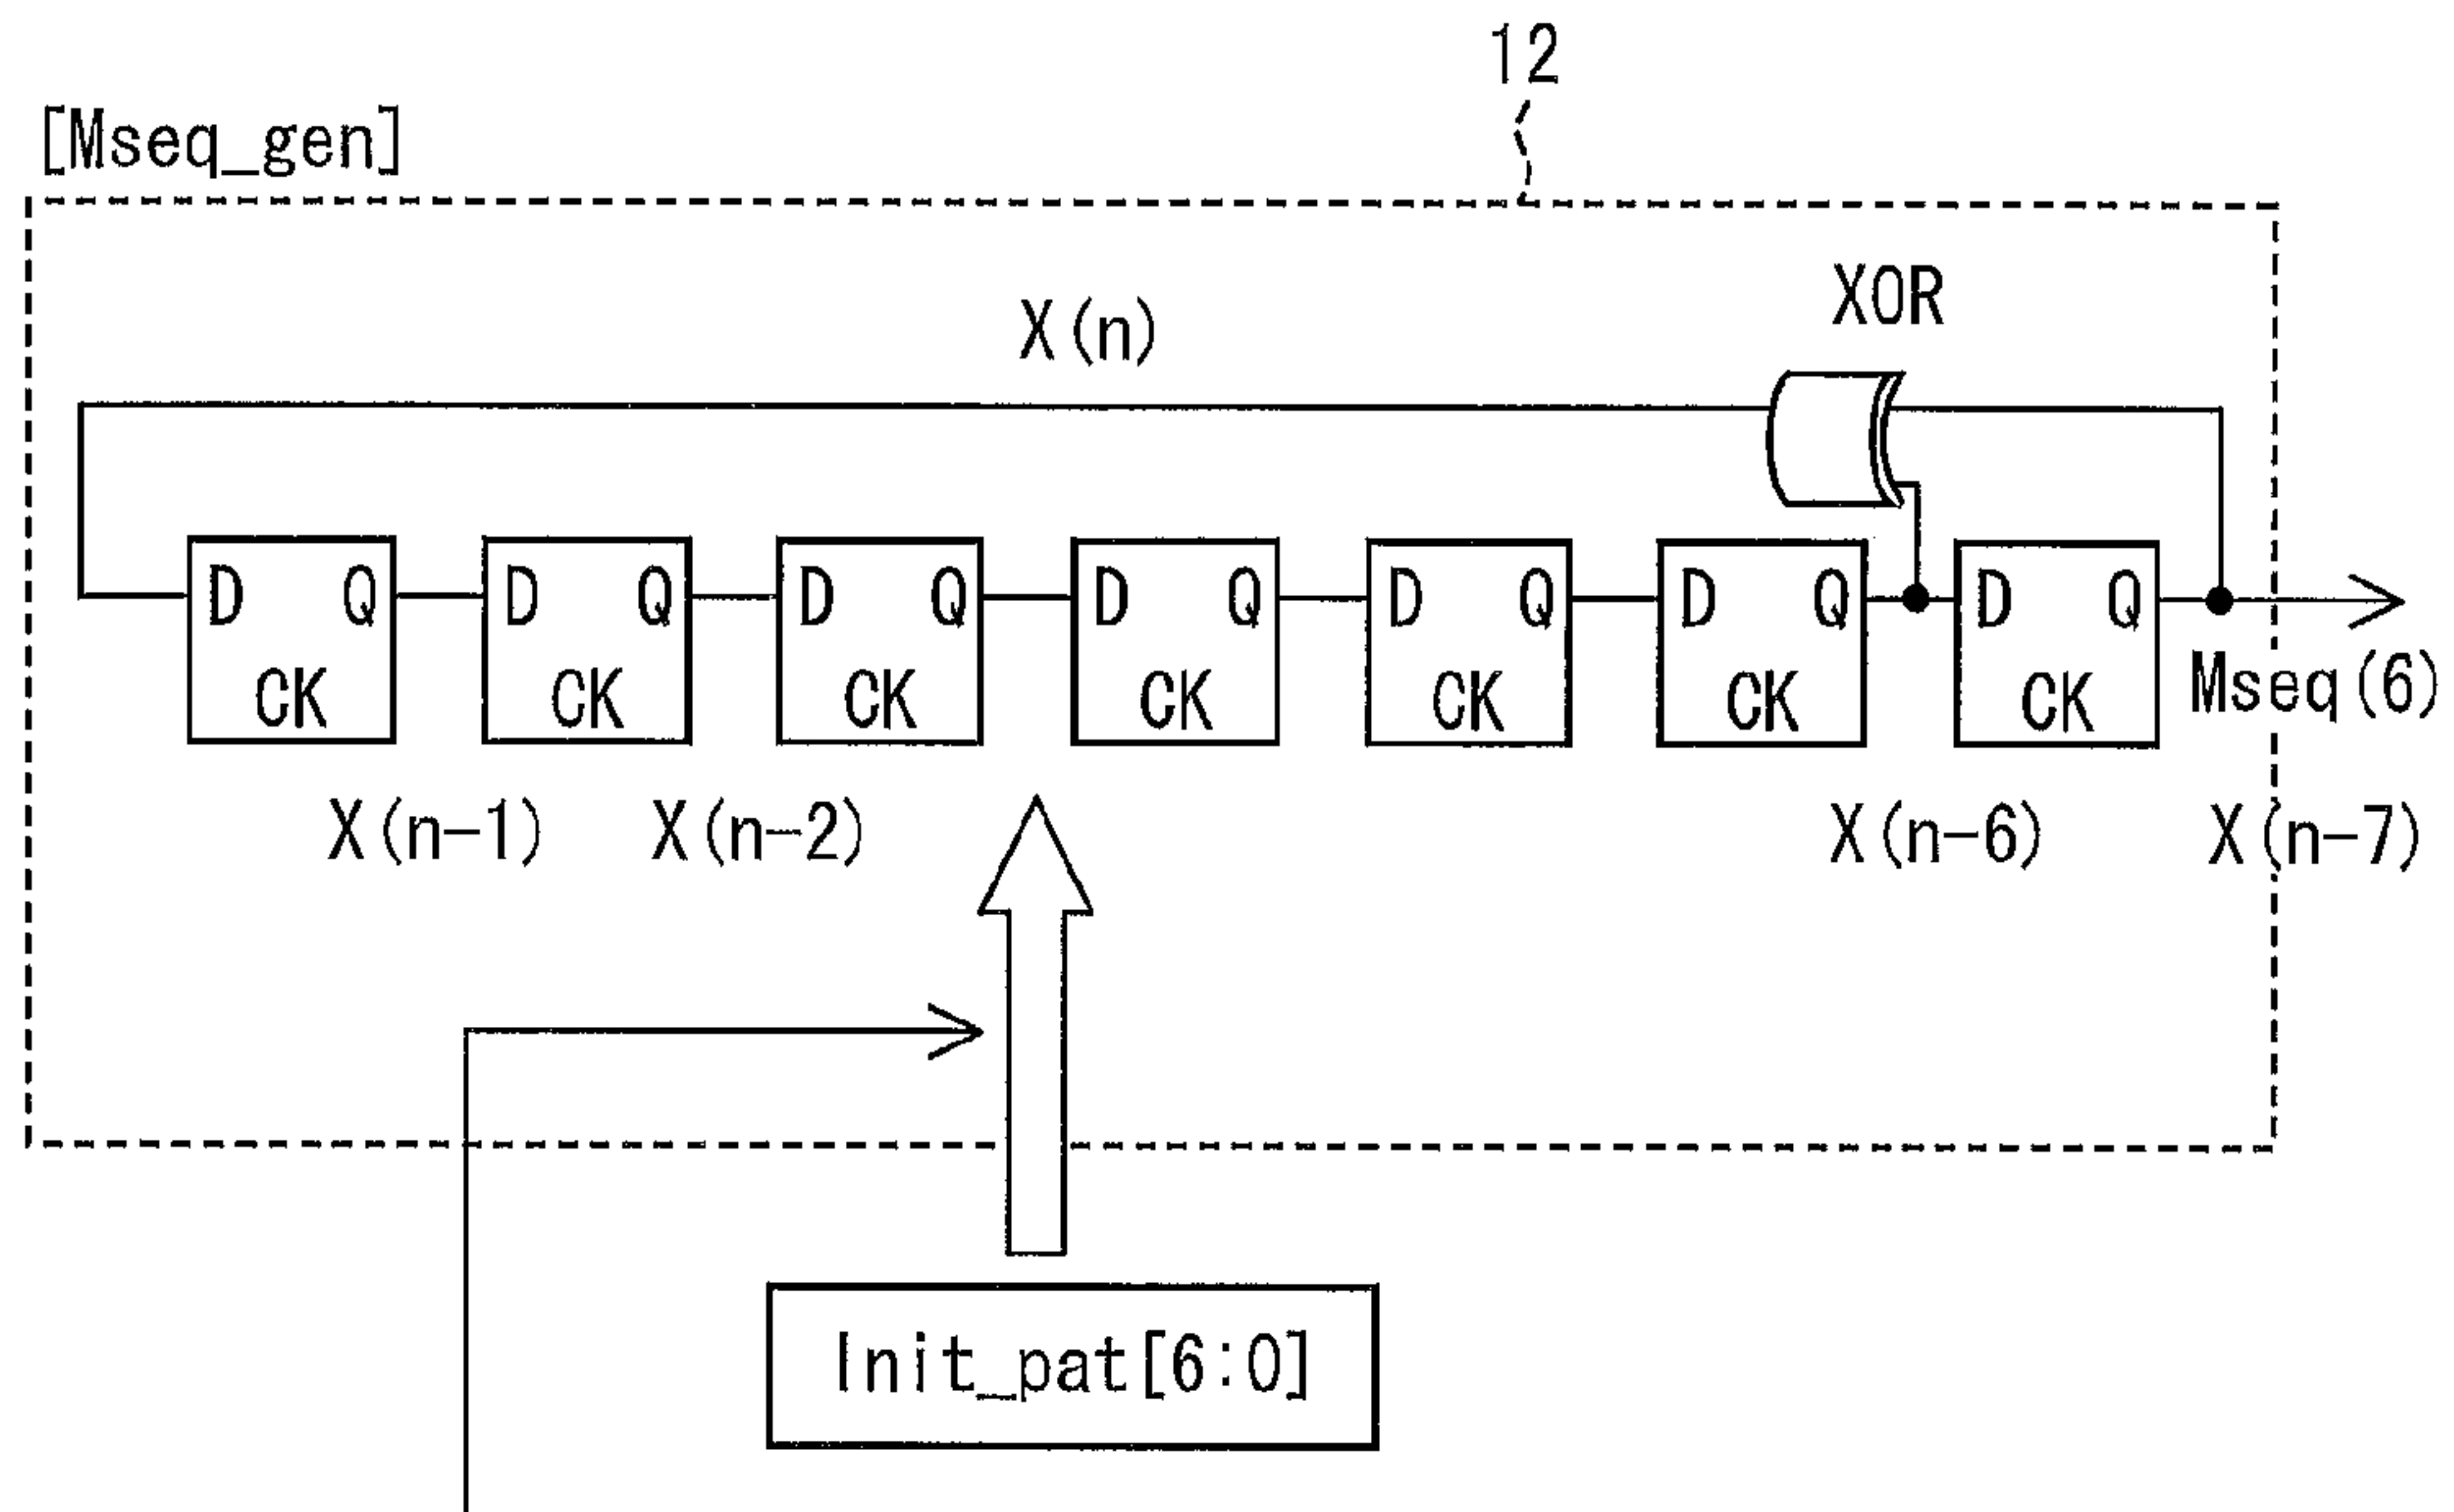 12
[Mseq_gen]
XOR
X(n)
D Q D Q D Q D Q D Q D Q D Q
CK CK CK CK CK CK CK
Mseq(6)
X(n-1) X(n-2) X(n-6) X(n-7)
Init_pat[6:0]